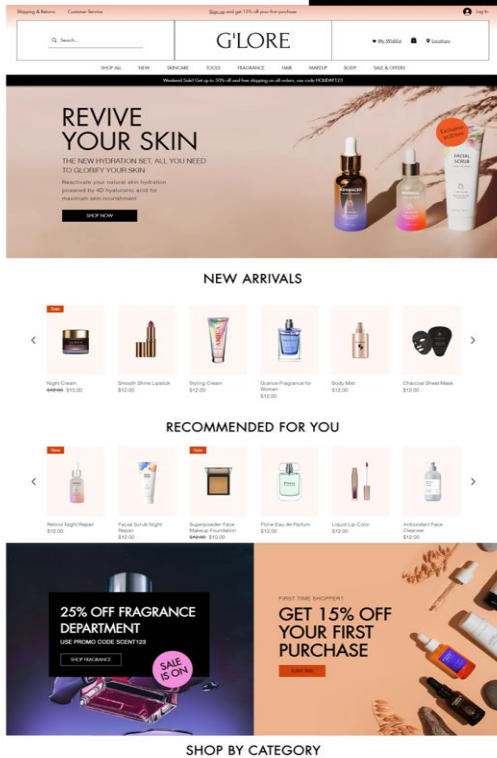 Shipping & Returns Customer Service Sign up and get 15% off your first purchase Log In
Search... G'LORE My Wishlist Locations
SHOP ALL NEW SKINCARE TOOLS FRAGRANCE HAIR MAKEUP BODY SALE & OFFERS
Weekend Sale! Get up to 50% off and free shipping on all orders, use code HOLIDAY123
REVIVE
YOUR SKIN
THE NEW HYDRATION SET, ALL YOU NEED
TO GLORIFY YOUR SKIN
Reactivate your natural skin hydration
powered by 4D hyaluronic acid for
maximum skin nourishment
SHOP NOW
Exclusive
FACIAL
SCRUB
NEW ARRIVALS
Sale
Night Cream
$12.00 $10.00
Smooth Shine Lipstick
$12.00
AMICA
Styling Cream
$12.00
Grance Fragrance for
Women
$12.00
Body Mist
$12.00
Charcoal Sheet Mask
$12.00
RECOMMENDED FOR YOU
New
Retinol Night Repair
$12.00
Facial Scrub Night
Repair
$12.00
Sale
Superpowder Face
Makeup Foundation
$12.00 $10.00
Flone Eau de Parfum
$12.00
Liquid Lip Color
$12.00
Antioxidant Face
Cleanser
$12.00
25% OFF FRAGRANCE
DEPARTMENT
USE PROMO CODE SCENT123
SHOP FRAGRANCE
SALE
IS ON
FIRST TIME SHOPPER?
GET 15% OFF
YOUR FIRST
PURCHASE
SHOP BY CATEGORY